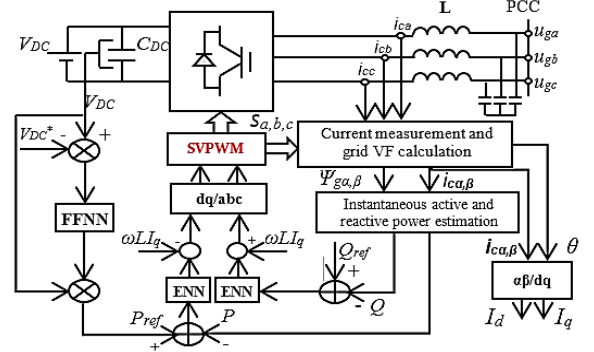 i_ca L PCC
V_DC C_DC u_ga
i_cb u_gb
i_cc u_gc
V_DC
S_a,b,c
V_DC* - +
SVPWM
Current measurement and
grid VF calculation
Ψ_gα,β i_cα,β
dq/abc
FFNN
Instantaneous active and
reactive power estimation
ωLI_q - + ωLI_q
Q_ref
+
i_cα,β θ
ENN ENN
- Q
αβ/dq
P_ref P
+ -
I_d I_q